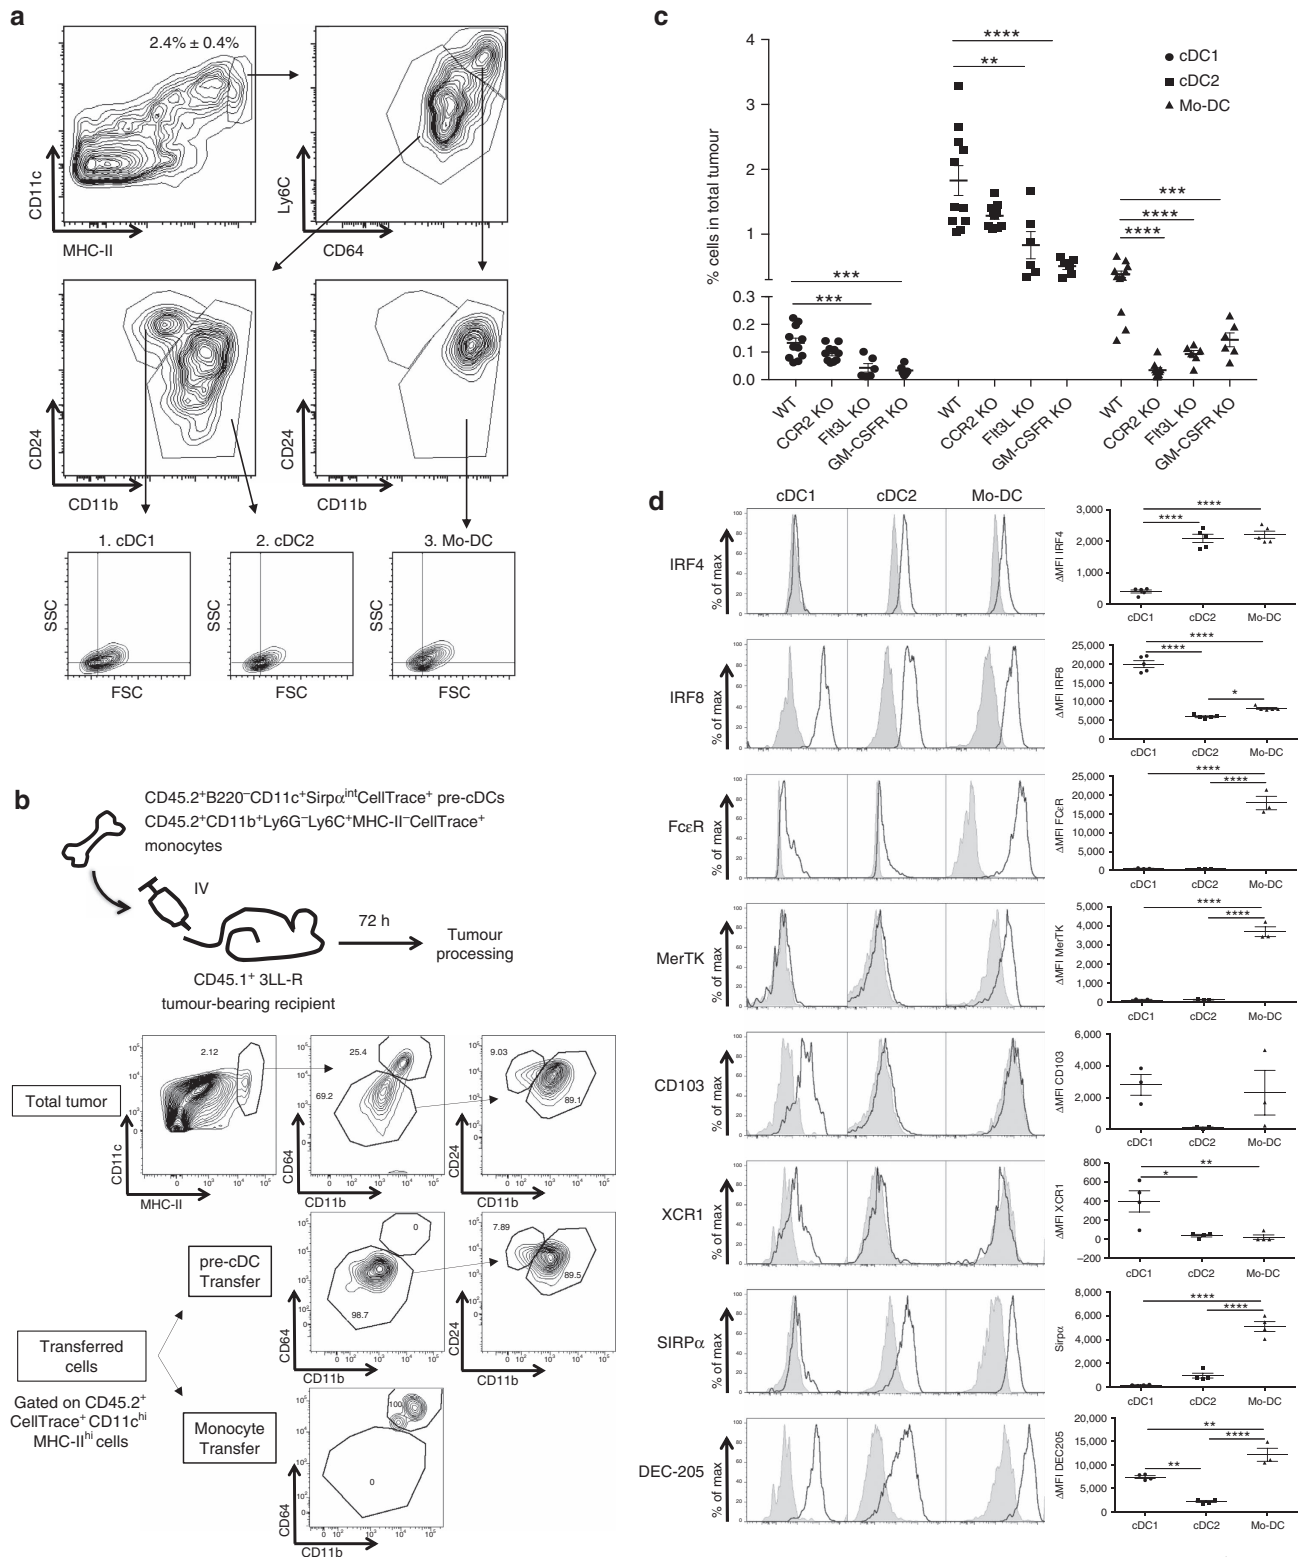 a
2.4% ± 0.4%
CD11c
MHC-II
Ly6C
CD64
CD24
CD11b
CD24
CD11b
1. cDC1
2. cDC2
3. Mo-DC
SSC
FSC
SSC
FSC
SSC
FSC
b
CD45.2⁺B220⁻CD11c⁺Sirpαⁱⁿᵗ CellTrace⁺ pre-cDCs
CD45.2⁺CD11b⁺Ly6G⁻Ly6C⁺MHC-II⁻CellTrace⁺
monocytes
IV
72 h
Tumour
processing
CD45.1⁺ 3LL-R
tumour-bearing recipient
Total tumor
2.12
CD11c
MHC-II
25.4
69.2
CD64
CD11b
9.03
89.1
CD24
CD11b
pre-cDC
Transfer
0
98.7
CD64
CD11b
7.89
89.5
CD24
CD11b
Transferred
cells
Gated on CD45.2⁺
CellTrace⁺ CD11cʰⁱ
MHC-IIʰⁱ cells
Monocyte
Transfer
100
0
CD64
CD11b
c
% cells in total tumour
4
3
2
1
0.3
0.2
0.1
0.0
cDC1
cDC2
Mo-DC
****
**
***
***
***
****
****
WT
CCR2 KO
Flt3L KO
GM-CSFR KO
WT
CCR2 KO
Flt3L KO
GM-CSFR KO
WT
CCR2 KO
Flt3L KO
GM-CSFR KO
d
cDC1
cDC2
Mo-DC
IRF4
% of max
ΔMFI IRF4
3,000
2,000
1,000
0
****
****
cDC1
cDC2
Mo-DC
IRF8
% of max
ΔMFI IRF8
25,000
20,000
15,000
10,000
5,000
0
****
****
*
cDC1
cDC2
Mo-DC
FcεR
% of max
ΔMFI FCεR
25,000
20,000
15,000
10,000
5,000
0
****
****
cDC1
cDC2
Mo-DC
MerTK
% of max
ΔMFI MerTK
5,000
4,000
3,000
2,000
1,000
0
****
****
cDC1
cDC2
Mo-DC
CD103
% of max
ΔMFI CD103
6,000
4,000
2,000
0
cDC1
cDC2
Mo-DC
XCR1
% of max
ΔMFI XCR1
800
600
400
200
0
−200
**
*
cDC1
cDC2
Mo-DC
SIRPα
% of max
Sirpα
8,000
6,000
4,000
2,000
0
****
****
cDC1
cDC2
Mo-DC
DEC-205
% of max
ΔMFI DEC205
20,000
15,000
10,000
5,000
0
**
****
**
cDC1
cDC2
Mo-DC